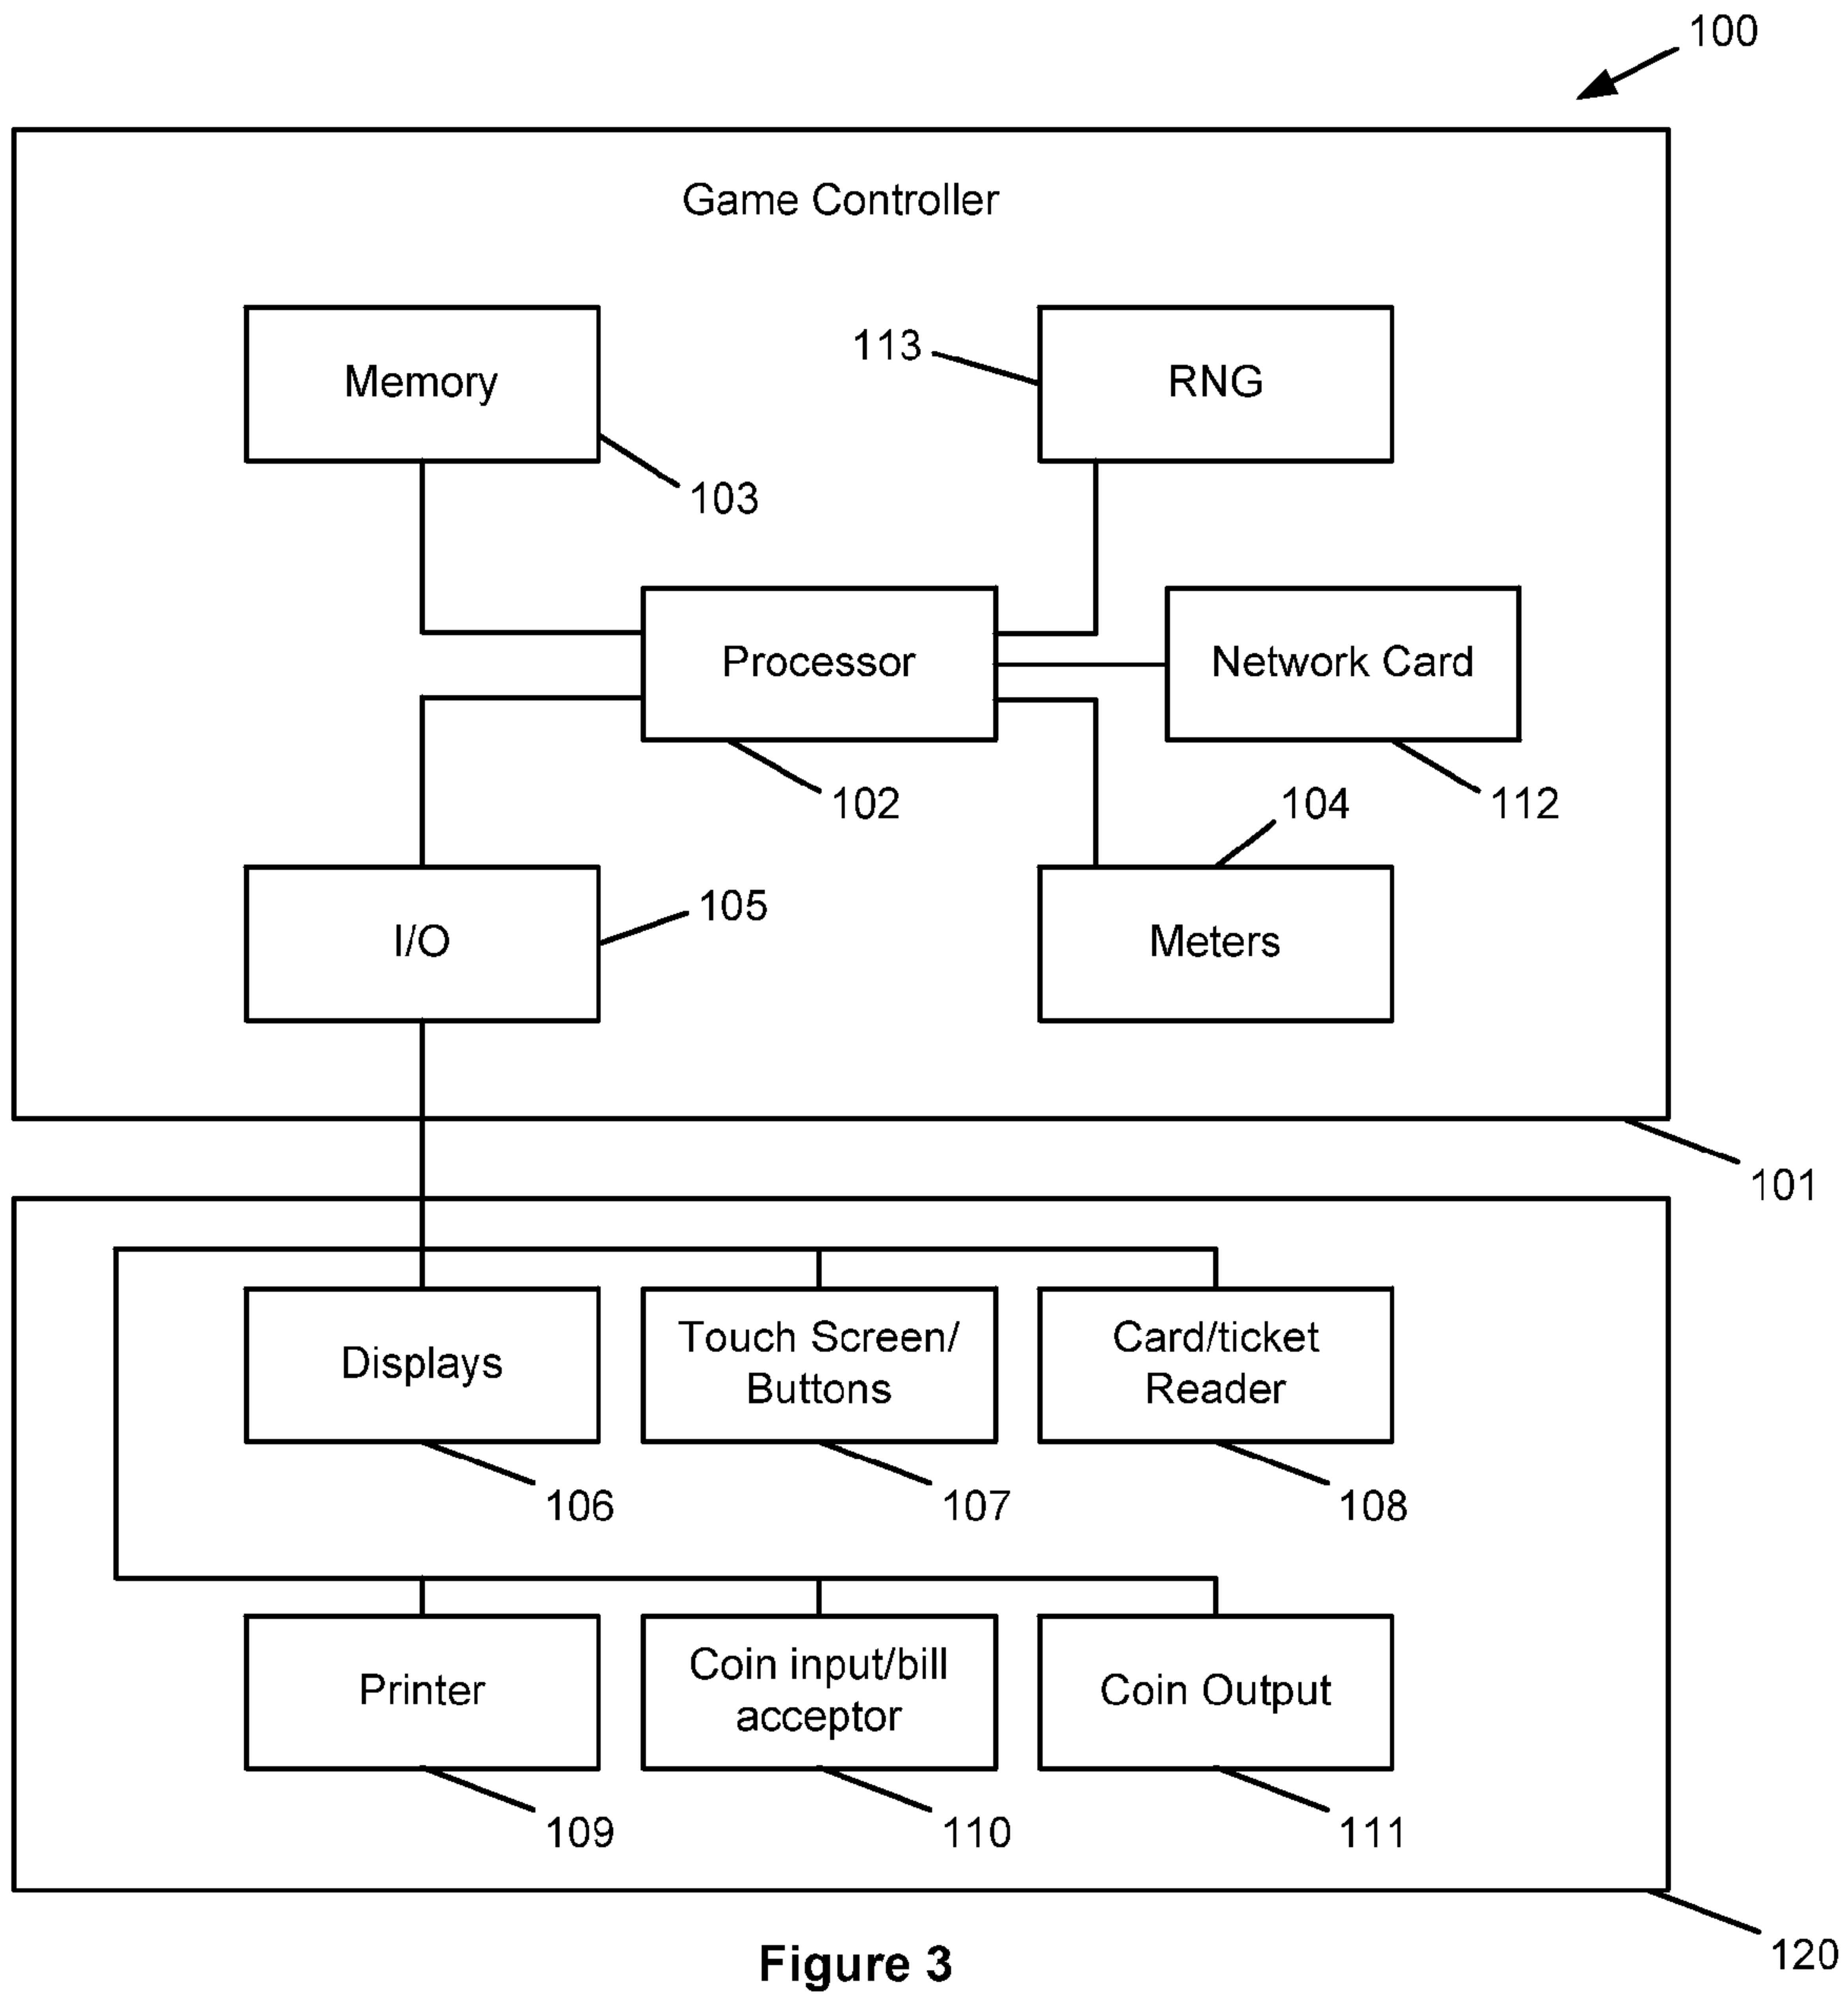 100
Game Controller
Memory
113
RNG
103
Processor
Network Card
102
104
112
I/O
105
Meters
101
Displays
Touch Screen/
Buttons
Card/ticket
Reader
106
107
108
Printer
Coin input/bill
acceptor
Coin Output
109
110
111
120
Figure 3